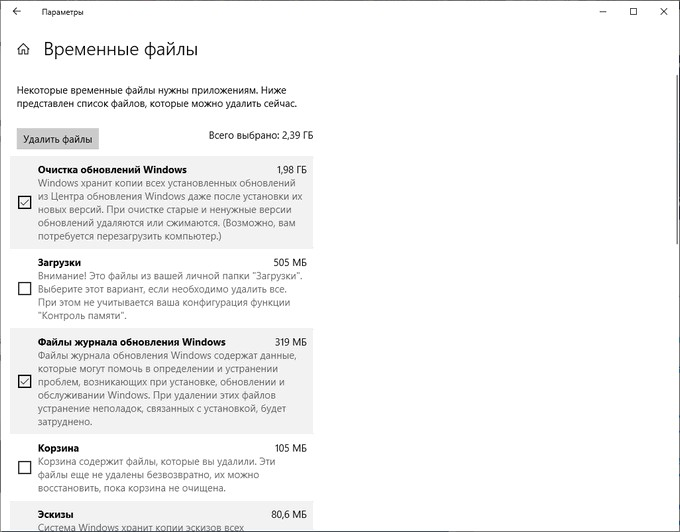 Параметры
Временные файлы
Некоторые временные файлы нужны приложениям. Ниже
представлен список файлов, которые можно удалить сейчас.
Удалить файлы
Всего выбрано: 2,39 ГБ
Очистка обновлений Windows 1,98 ГБ
Windows хранит копии всех установленных обновлений
из Центра обновления Windows даже после установки их
новых версий. При очистке старые и ненужные версии
обновлений удаляются или сжимаются. (Возможно, вам
потребуется перезагрузить компьютер.)
Загрузки 505 МБ
Внимание! Это файлы из вашей личной папки "Загрузки".
Выберите этот вариант, если необходимо удалить все.
При этом не учитывается ваша конфигурация функции
"Контроль памяти".
Файлы журнала обновления Windows 319 МБ
Файлы журнала обновления Windows содержат данные,
которые могут помочь в определении и устранении
проблем, возникающих при установке, обновлении и
обслуживании Windows. При удалении этих файлов
устранение неполадок, связанных с установкой, будет
затруднено.
Корзина 105 МБ
Корзина содержит файлы, которые вы удалили. Эти
файлы еще не удалены безвозвратно, их можно
восстановить, пока корзина не очищена.
Эскизы 80,6 МБ
Система Windows хранит копии эскизов всех